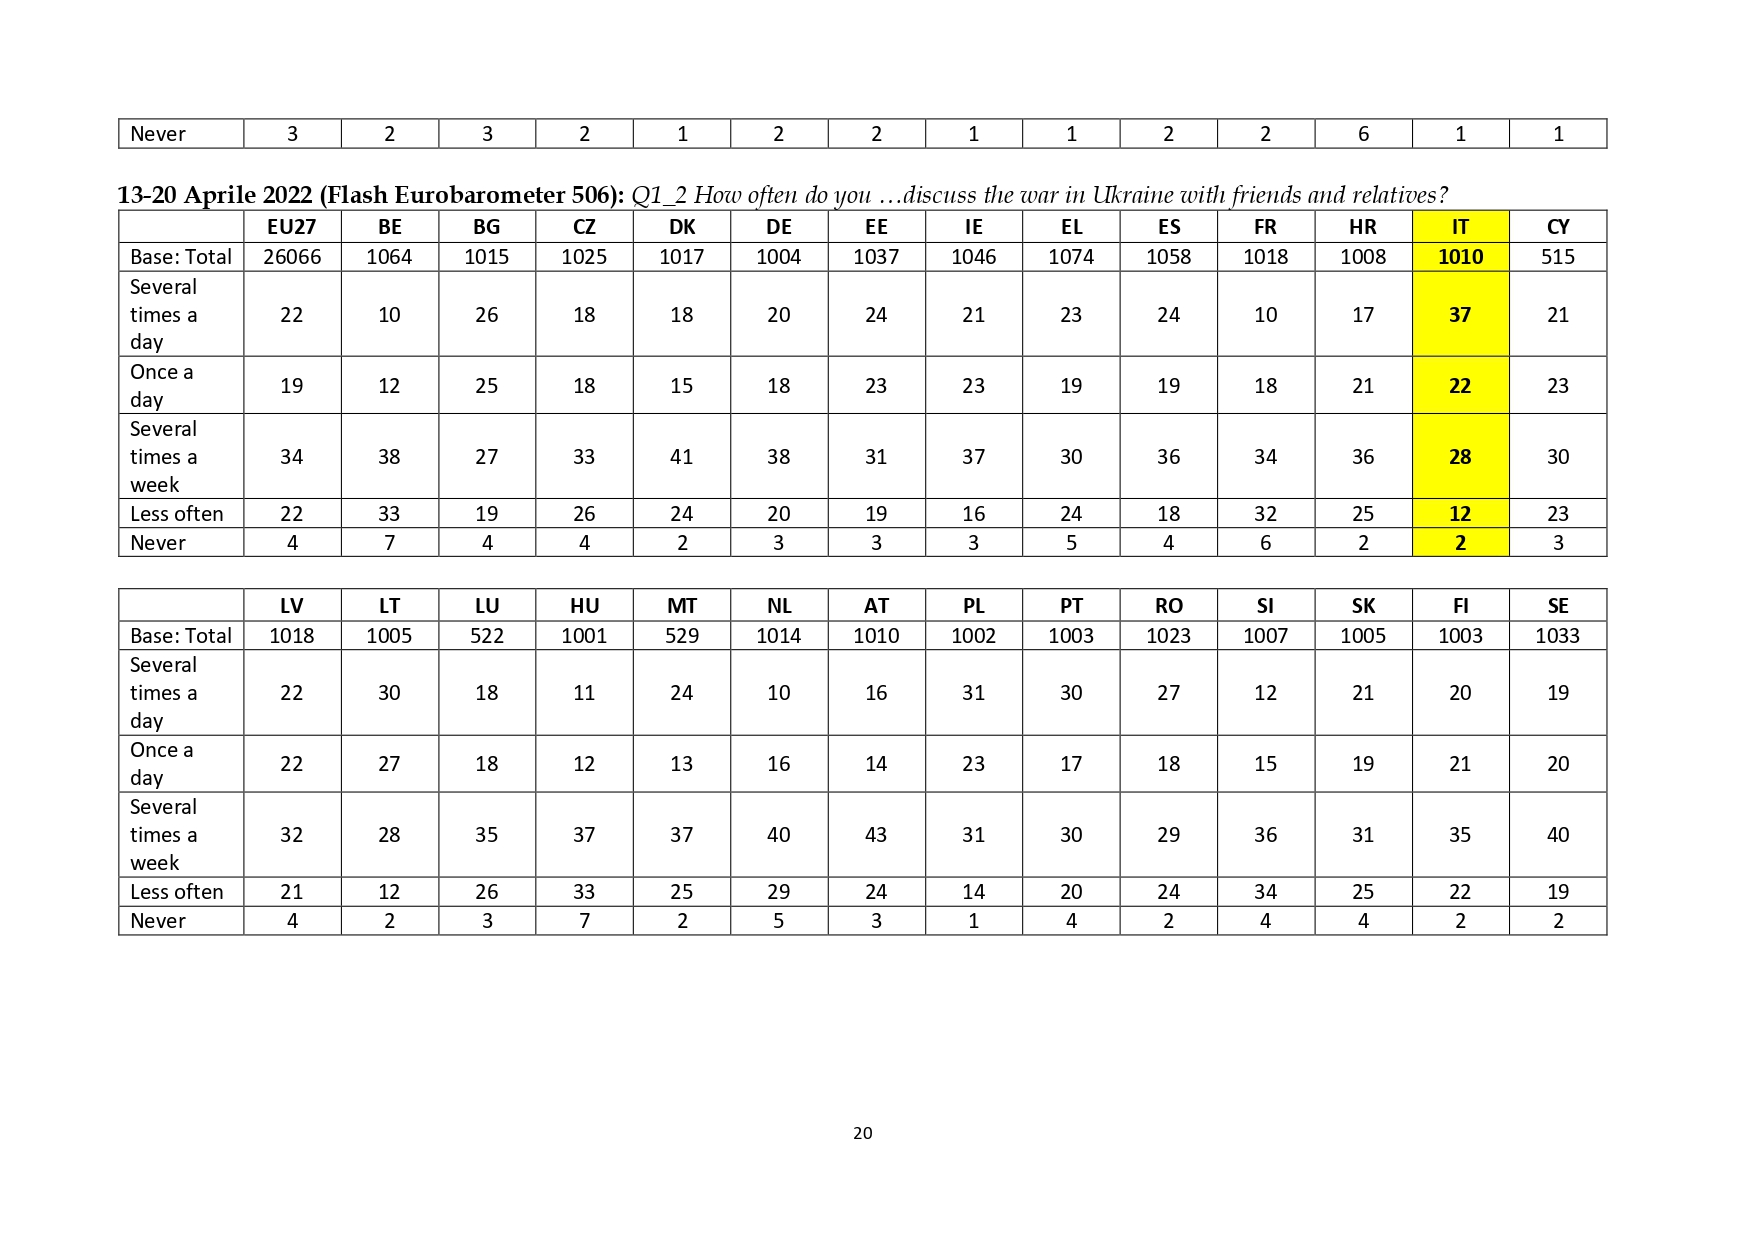 Never 3 2 3 2 1 2 2 1 1 2 2 6 1 1
13-20 Aprile 2022 (Flash Eurobarometer 506): Q1_2 How often do you …discuss the war in Ukraine with friends and relatives?
EU27 BE BG CZ DK DE EE IE EL ES FR HR IT CY
Base: Total 26066 1064 1015 1025 1017 1004 1037 1046 1074 1058 1018 1008 1010 515
Several
times a 22 10 26 18 18 20 24 21 23 24 10 17 37 21
day
Once a
day 19 12 25 18 15 18 23 23 19 19 18 21 22 23
Several
times a 34 38 27 33 41 38 31 37 30 36 34 36 28 30
week
Less often 22 33 19 26 24 20 19 16 24 18 32 25 12 23
Never 4 7 4 4 2 3 3 3 5 4 6 2 2 3
LV LT LU HU MT NL AT PL PT RO SI SK FI SE
Base: Total 1018 1005 522 1001 529 1014 1010 1002 1003 1023 1007 1005 1003 1033
Several
times a 22 30 18 11 24 10 16 31 30 27 12 21 20 19
day
Once a
day 22 27 18 12 13 16 14 23 17 18 15 19 21 20
Several
times a 32 28 35 37 37 40 43 31 30 29 36 31 35 40
week
Less often 21 12 26 33 25 29 24 14 20 24 34 25 22 19
Never 4 2 3 7 2 5 3 1 4 2 4 4 2 2
20